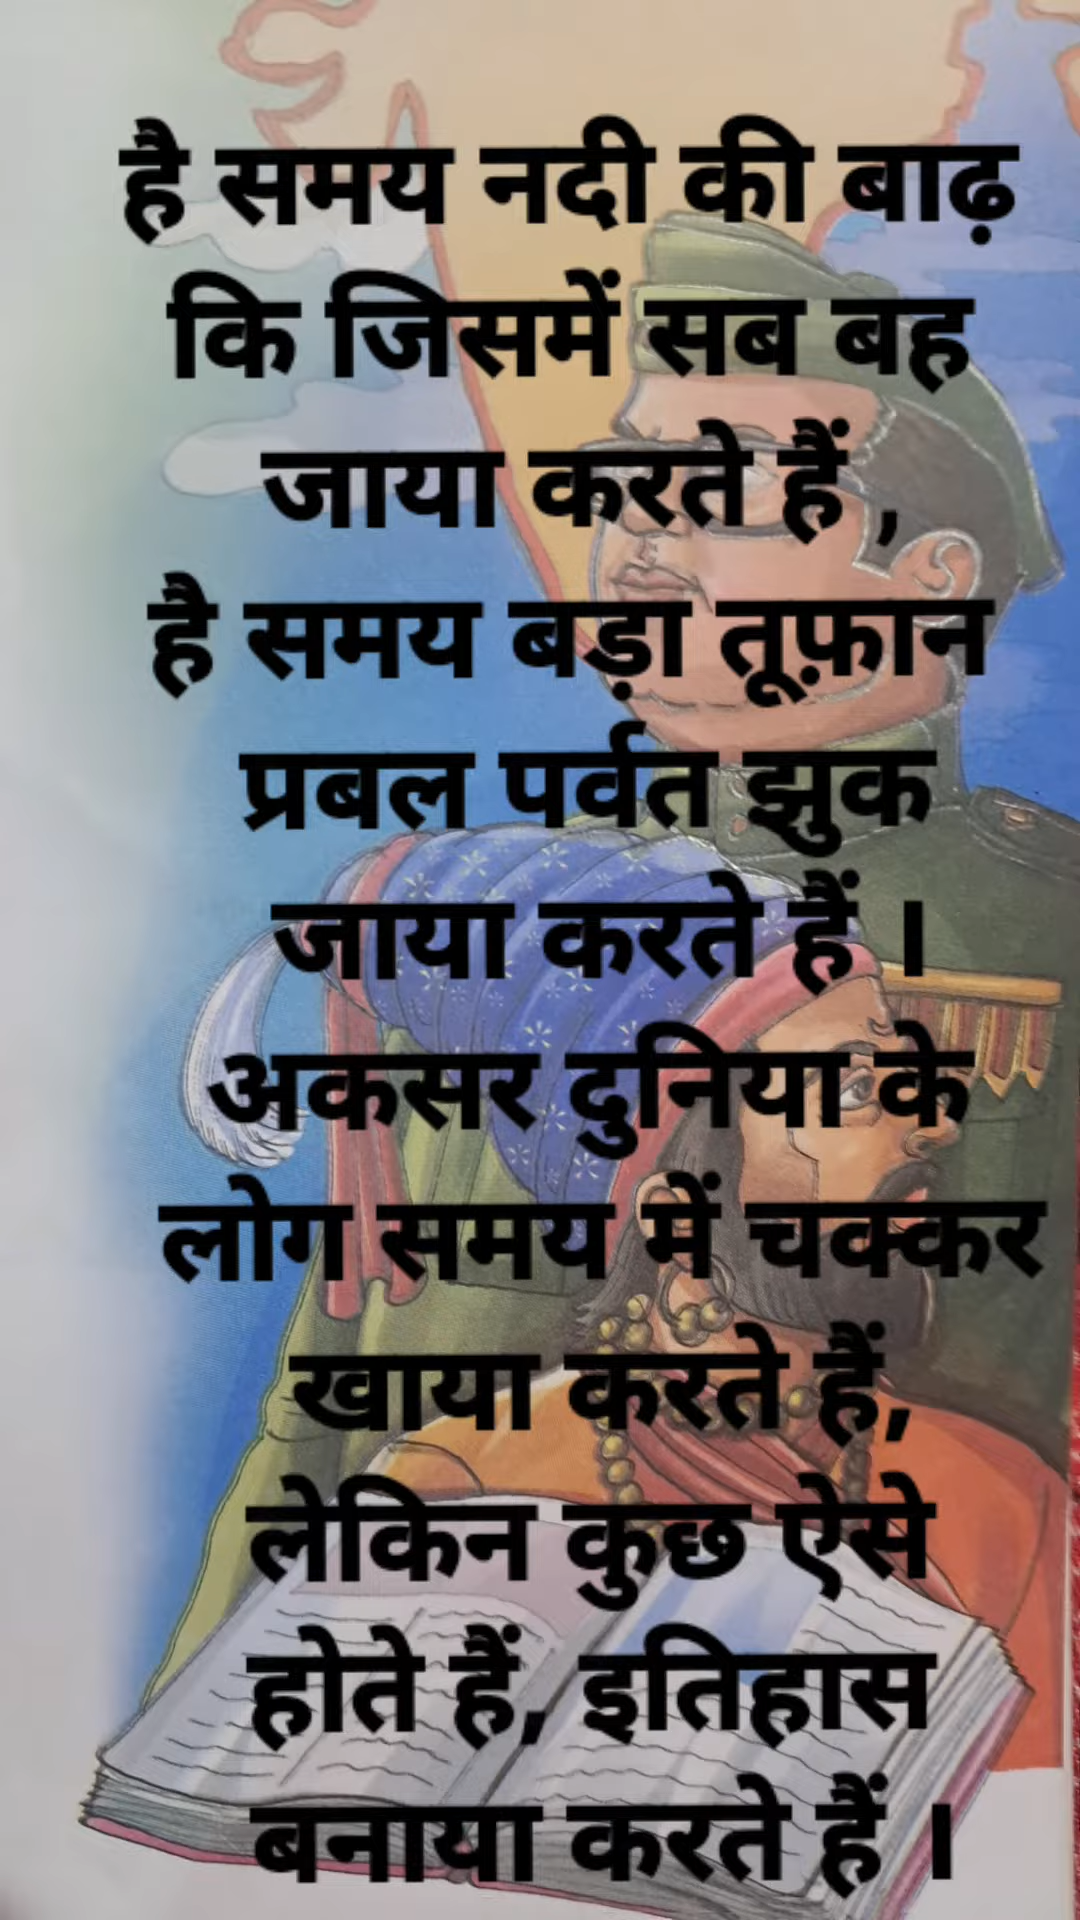 है समय नदी की बाढ़
कि जिसमें सब बह
जाया करते हैं ,
है समय बड़ा तूफ़ान
प्रबल पर्वत झुक
जाया करते हैं ।
अकसर दुनिया के
लोग समय में चक्कर
खाया करते हैं,
लेकिन कुछ ऐसे
होते हैं, इतिहास
बनाया करते हैं ।